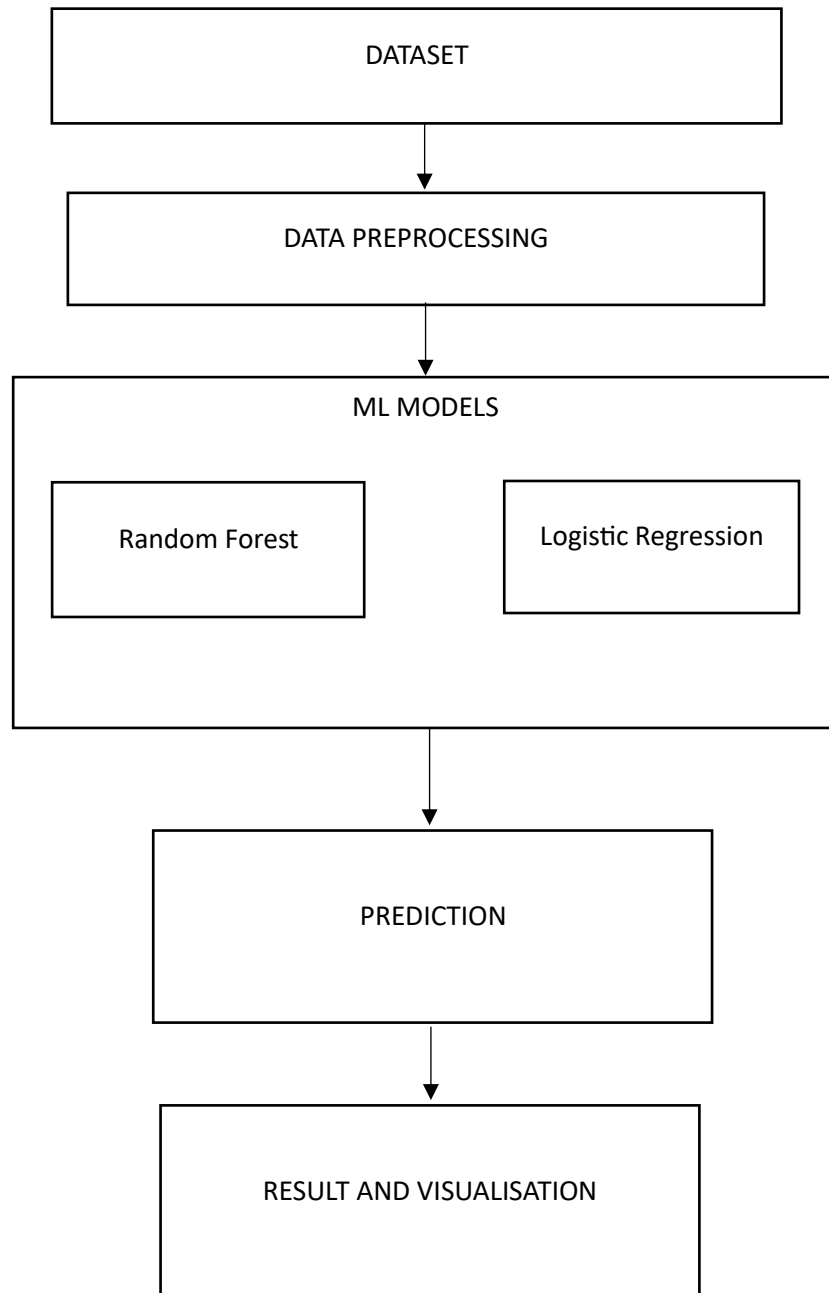 DATASET
DATA PREPROCESSING
ML MODELS
Random Forest
Logistic Regression
PREDICTION
RESULT AND VISUALISATION